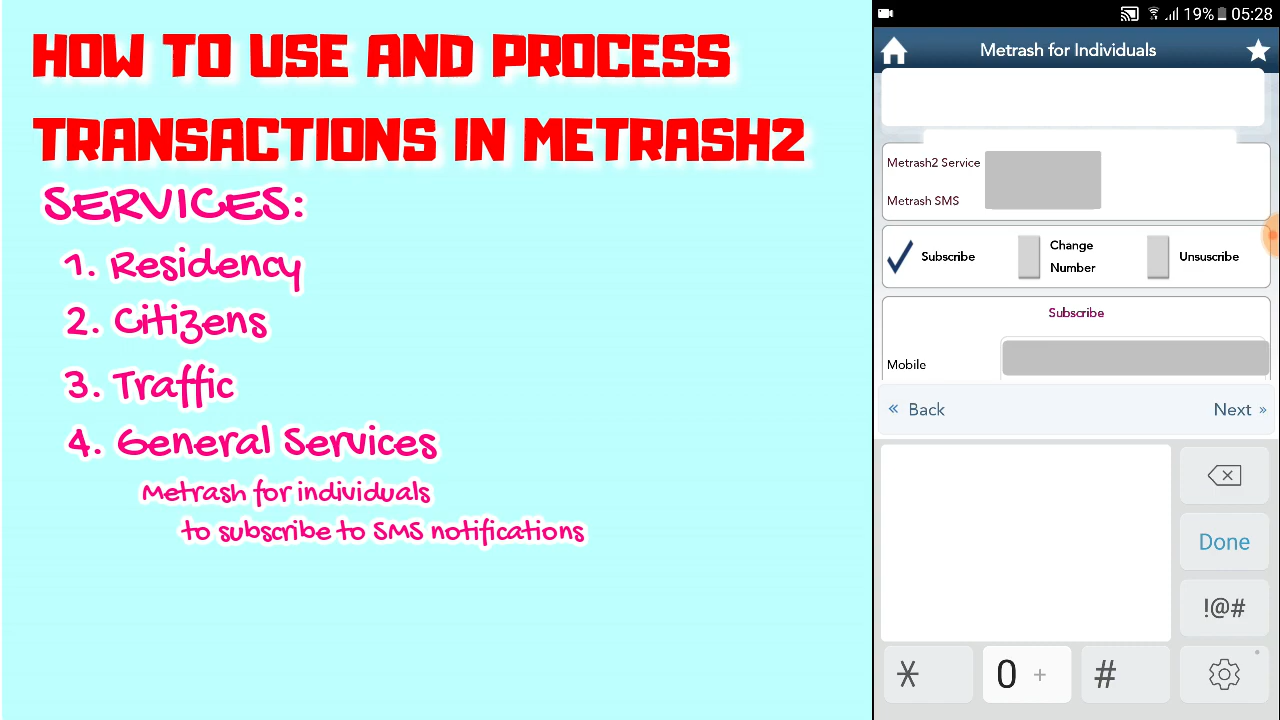 HOW TO USE AND PROCESS
TRANSACTIONS IN METRASH2
SERVICES:
1. Residency
2. Citizens
3. Traffic
4. General Services
Metrash for individuals
to subscribe to SMS notifications
19% 05:28
Metrash for Individuals
Metrash2 Service
Metrash SMS
Subscribe
Change
Number
Unsuscribe
Subscribe
Mobile
« Back
Next »
Done
!@#
* 0 + #